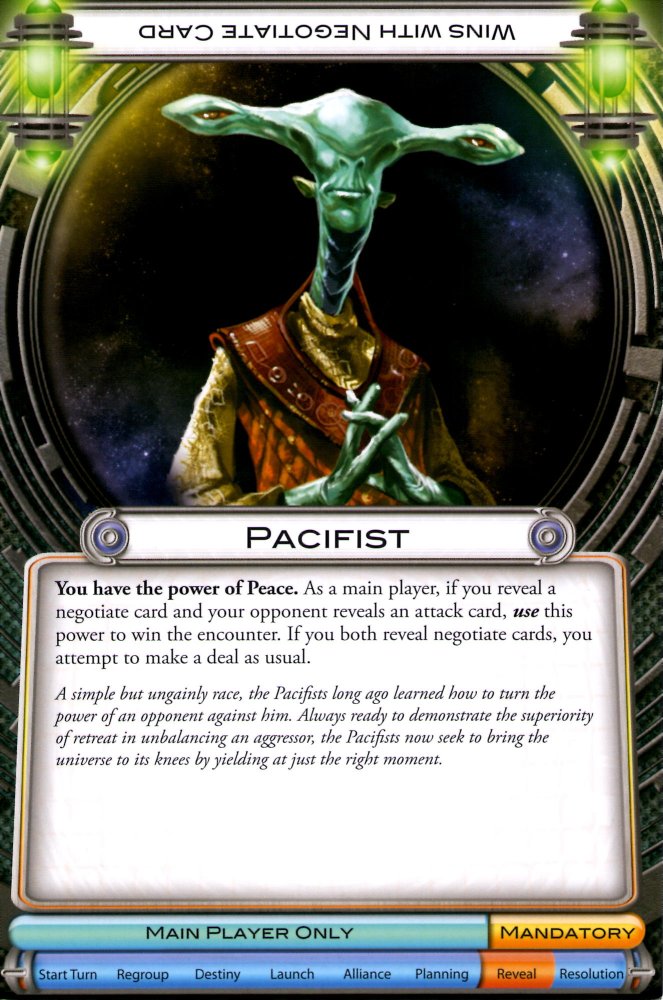 WINS WITH NEGOTIATE CARD
PACIFIST
You have the power of Peace. As a main player, if you reveal a
negotiate card and your opponent reveals an attack card, use this
power to win the encounter. If you both reveal negotiate cards, you
attempt to make a deal as usual.
A simple but ungainly race, the Pacifists long ago learned how to turn the
power of an opponent against him. Always ready to demonstrate the superiority
of retreat in unbalancing an aggressor, the Pacifists now seek to bring the
universe to its knees by yielding at just the right moment.
MAIN PLAYER ONLY MANDATORY
Start Turn Regroup Destiny Launch Alliance Planning Reveal Resolution